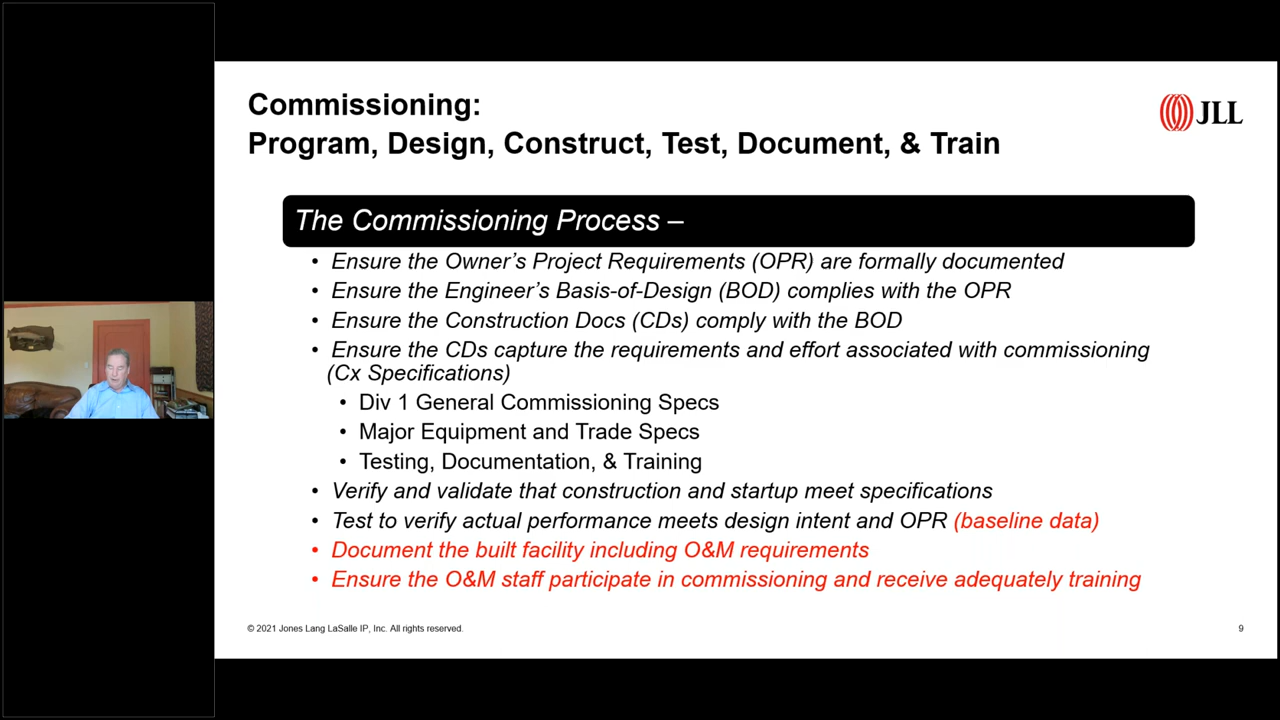 Commissioning:
Program, Design, Construct, Test, Document, & Train
JLL
The Commissioning Process –
• Ensure the Owner's Project Requirements (OPR) are formally documented
• Ensure the Engineer's Basis-of-Design (BOD) complies with the OPR
• Ensure the Construction Docs (CDs) comply with the BOD
• Ensure the CDs capture the requirements and effort associated with commissioning
(Cx Specifications)
• Div 1 General Commissioning Specs
• Major Equipment and Trade Specs
• Testing, Documentation, & Training
• Verify and validate that construction and startup meet specifications
• Test to verify actual performance meets design intent and OPR (baseline data)
• Document the built facility including O&M requirements
• Ensure the O&M staff participate in commissioning and receive adequately training
© 2021 Jones Lang LaSalle IP, Inc. All rights reserved.
9